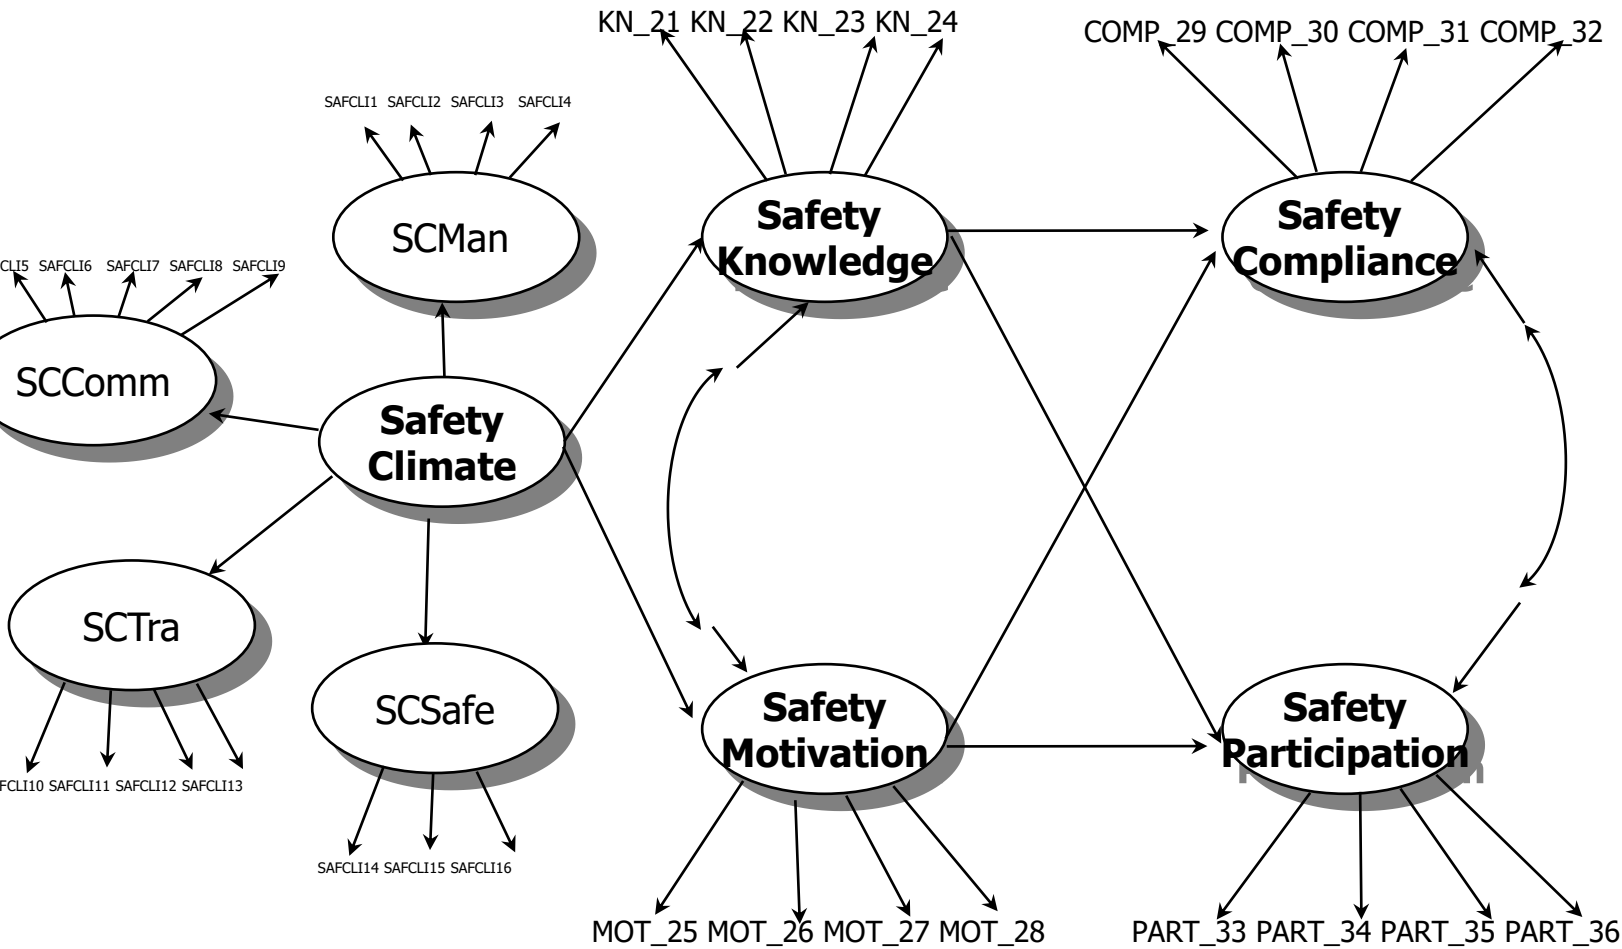 KN_21 KN_22 KN_23 KN_24
COMP_29 COMP_30 COMP_31 COMP_32
SAFCLI1 SAFCLI2 SAFCLI3 SAFCLI4
SCMan
Safety
Knowledge
Safety
Compliance
CLI5 SAFCLI6 SAFCLI7 SAFCLI8 SAFCLI9
SCComm
Safety
Climate
SCTra
SCSafe
Safety
Motivation
Safety
Participation
FCLI10 SAFCLI11 SAFCLI12 SAFCLI13
SAFCLI14 SAFCLI15 SAFCLI16
MOT_25 MOT_26 MOT_27 MOT_28
PART_33 PART_34 PART_35 PART_36